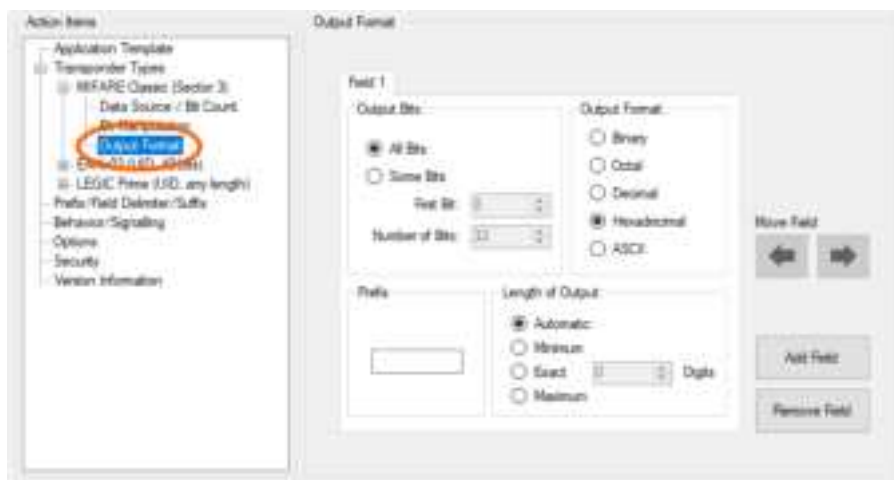 Action Items
Application Template
Transponder Types
MIFARE Classic (Sector 3)
Data Source / Bit Count
Output Format
LEGIC Prime (UID, any length)
Prefix/Field Delimiter/Suffix
Behavior/Signalling
Options
Security
Version Information
Output Format
Field 1
Output Bits
All Bits
Some Bits
First Bit:
Number of Bits:
Output Format
Binary
Octal
Decimal
Hexadecimal
ASCII
Move Field
Prefix
Length of Output
Automatic
Minimum
Exact
Digits
Maximum
Add Field
Remove Field